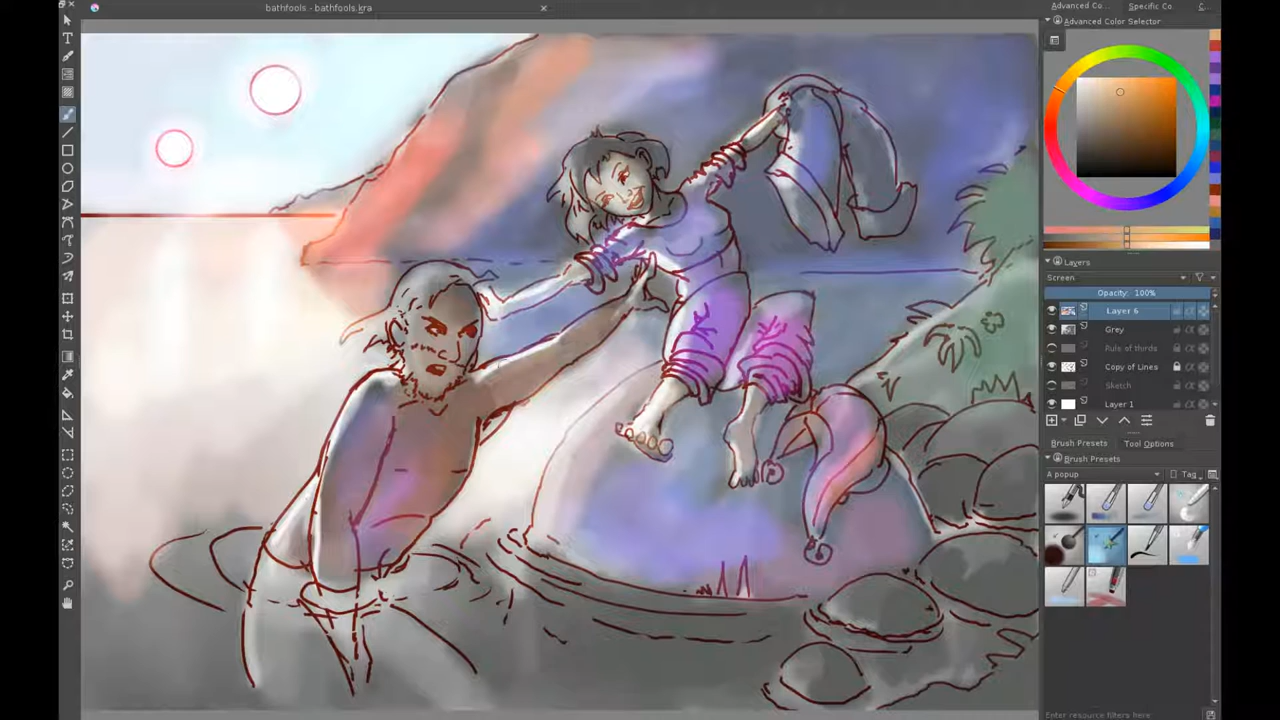 bathfools - bathfools.kra
Advanced Co...
Specific Co
C...
Advanced Color Selector
Layers
Screen
Opacity: 100%
Layer 6
Grey
Ruls of thirds
Copy of Lines
Sketch
Layer 1
Brush Presets
Tool Options
Brush Presets
A popup
Tag
Enter resource filters here